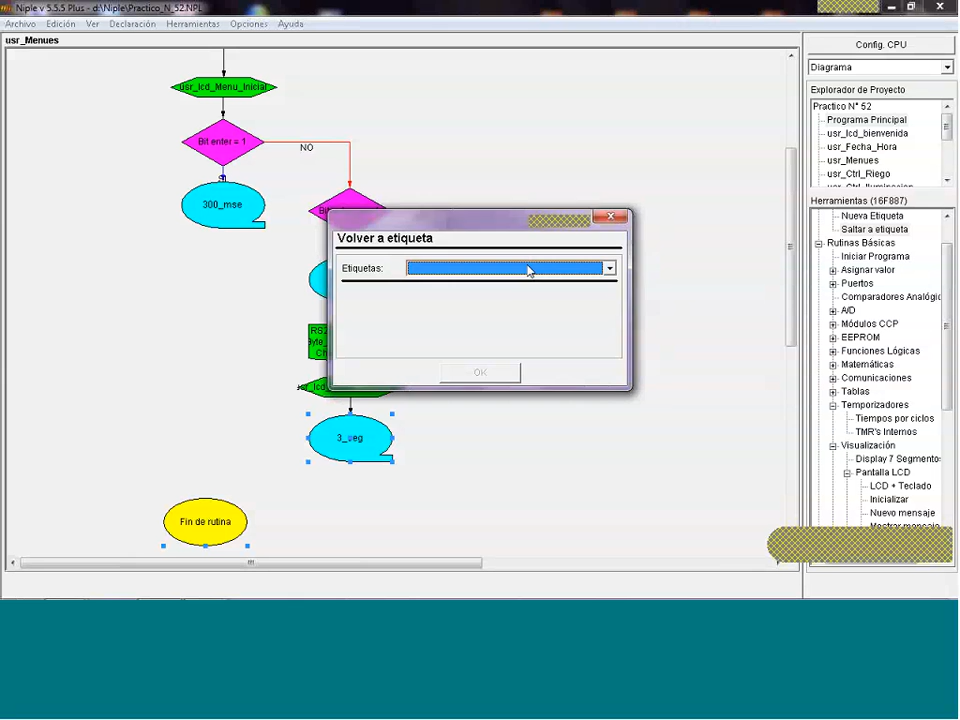 Niple v 5.5.5 Plus - d:\Niple\Practico_N_52.NPL
Archivo Edición Ver Declaración Herramientas Opciones Ayuda
usr_Menues
usr_lcd_Menu_Inicial
Bit enter = 1
NO
300_mse
Volver a etiqueta
Etiquetas:
OK
3_seg
Fin de rutina
Config. CPU
Diagrama
Explorador de Proyecto
Practico N° 52
Programa Principal
usr_lcd_bienvenida
usr_Fecha_Hora
usr_Menues
usr_Ctrl_Riego
usr_Ctrl_Iluminacion
Herramientas (16F887)
Nueva Etiqueta
Saltar a etiqueta
Rutinas Básicas
Iniciar Programa
Asignar valor
Puertos
Comparadores Analógic
A/D
Módulos CCP
EEPROM
Funciones Lógicas
Matemáticas
Comunicaciones
Tablas
Temporizadores
Tiempos por ciclos
TMR's Internos
Visualización
Display 7 Segmentos
Pantalla LCD
LCD + Teclado
Inicializar
Nuevo mensaje
Mostrar mensaje